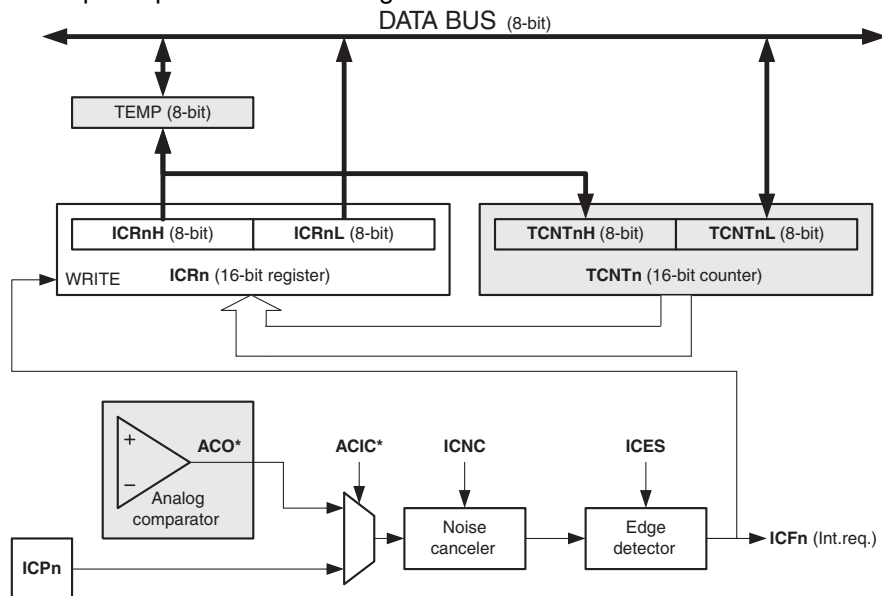 DATA BUS (8-bit)
TEMP (8-bit)
ICRnH (8-bit)
ICRnL (8-bit)
TCNTnH (8-bit)
TCNTnL (8-bit)
WRITE
ICRn (16-bit register)
TCNTn (16-bit counter)
+
ACO*
ACIC*
ICNC
ICES
–
Analog
comparator
Noise
canceler
Edge
detector
ICFn (Int.req.)
ICPn